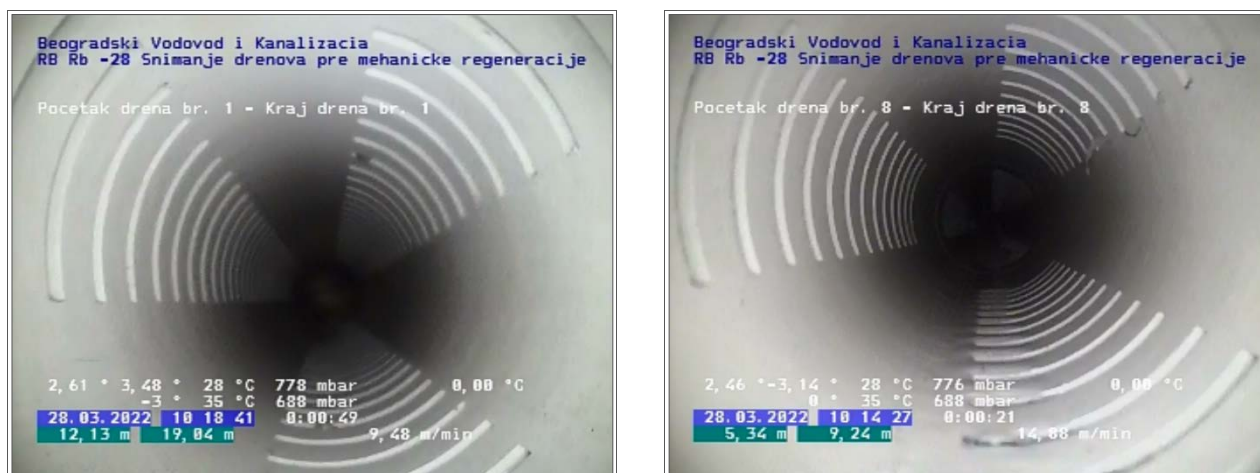 Beogradski Vodovod i Kanalizacia
RB Rb -28 Snimanje drenova pre mehanicke regeneracije
Pocetak drena br. 1 - Kraj drena br. 1
2,61 ° 3,48 ° 28 °C 778 mbar 0,00 °C
-3 ° 35 °C 688 mbar
28.03.2022 10 18 41 0:00:49
12,13 m 19,04 m 9,48 m/min
Beogradski Vodovod i Kanalizacia
RB Rb -28 Snimanje drenova pre mehanicke regeneracije
Pocetak drena br. 8 - Kraj drena br. 8
2,46 °-3,14 ° 28 °C 776 mbar 0,00 °C
0 ° 35 °C 688 mbar
28.03.2022 10 14 27 0:00:21
5,34 m 9,24 m 14,88 m/min